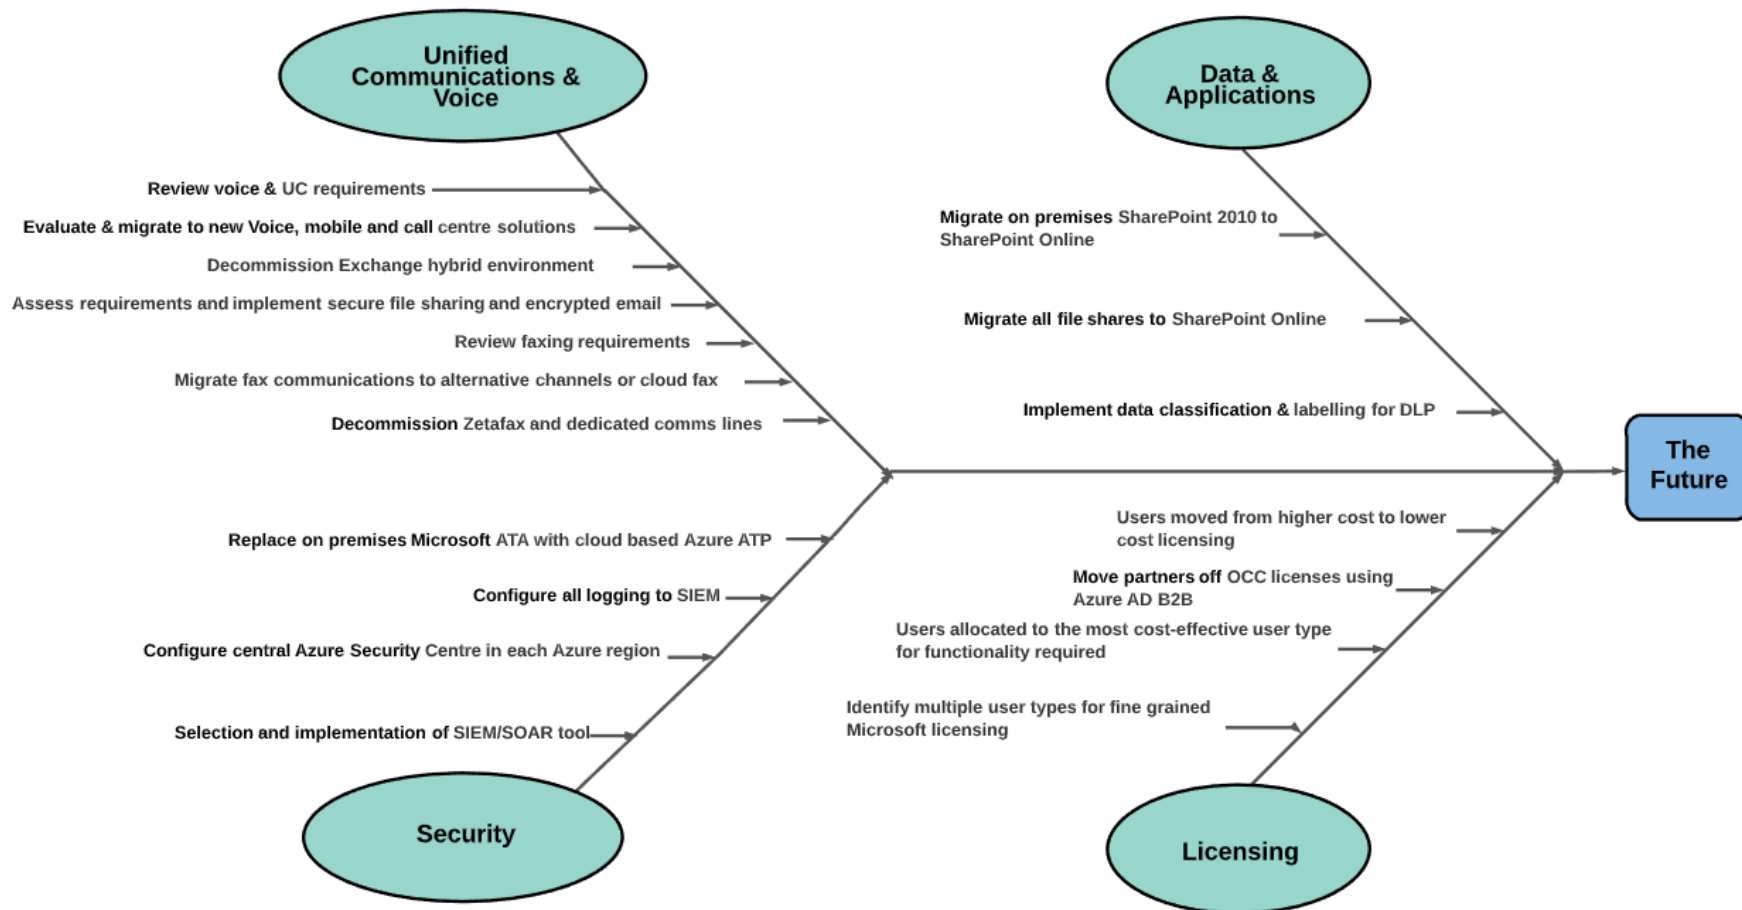 Unified
Communications &
Voice
Data &
Applications
Review voice & UC requirements
Evaluate & migrate to new Voice, mobile and call centre solutions
Decommission Exchange hybrid environment
Assess requirements and implement secure file sharing and encrypted email
Review faxing requirements
Migrate fax communications to alternative channels or cloud fax
Decommission Zetafax and dedicated comms lines
Migrate on premises SharePoint 2010 to
SharePoint Online
Migrate all file shares to SharePoint Online
Implement data classification & labelling for DLP
The
Future
Replace on premises Microsoft ATA with cloud based Azure ATP
Configure all logging to SIEM
Configure central Azure Security Centre in each Azure region
Selection and implementation of SIEM/SOAR tool
Users moved from higher cost to lower
cost licensing
Move partners off OCC licenses using
Azure AD B2B
Users allocated to the most cost-effective user type
for functionality required
Identify multiple user types for fine grained
Microsoft licensing
Security
Licensing